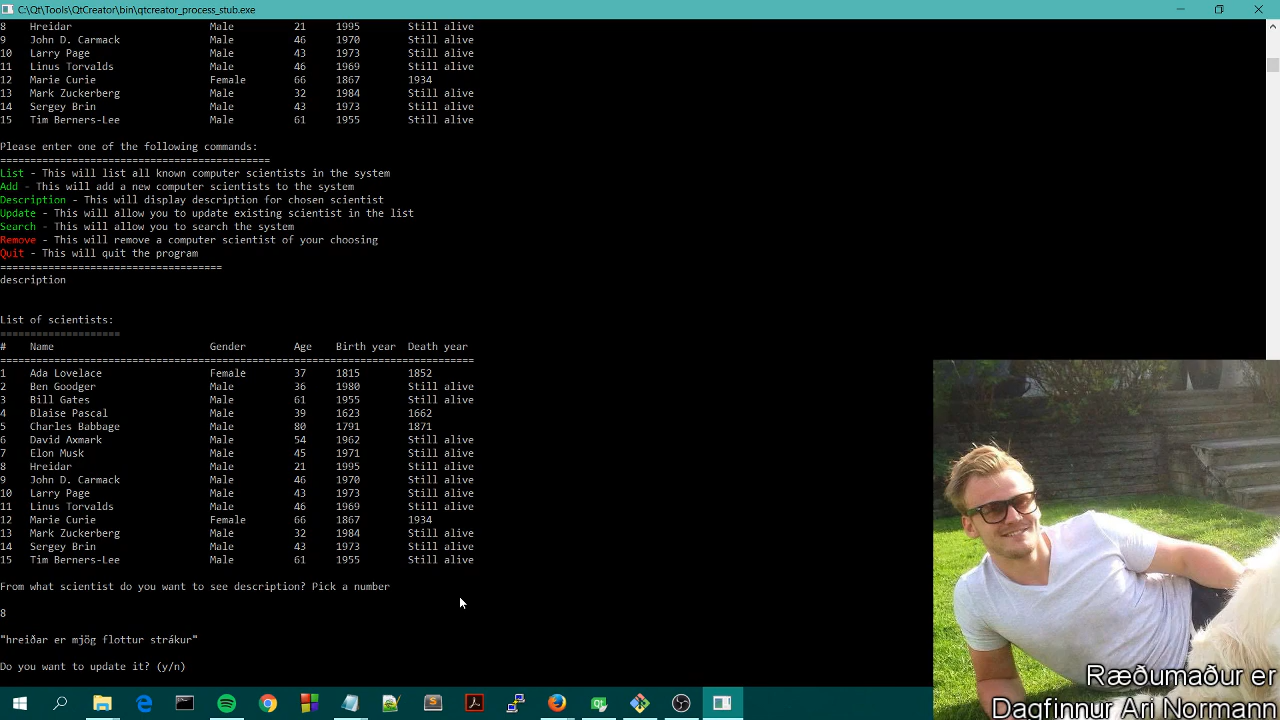 C:\Qt\Tools\QtCreator\bin\qtcreator_process_stub.exe
8 Hreidar Male 21 1995 Still alive
9 John D. Carmack Male 46 1970 Still alive
10 Larry Page Male 43 1973 Still alive
11 Linus Torvalds Male 46 1969 Still alive
12 Marie Curie Female 66 1867 1934
13 Mark Zuckerberg Male 32 1984 Still alive
14 Sergey Brin Male 43 1973 Still alive
15 Tim Berners-Lee Male 61 1955 Still alive
Please enter one of the following commands:
=============================================
List - This will list all known computer scientists in the system
Add - This will add a new computer scientists to the system
Description - This will display description for chosen scientist
Update - This will allow you to update existing scientist in the list
Search - This will allow you to search the system
Remove - This will remove a computer scientist of your choosing
Quit - This will quit the program
=====================================
description
List of scientists:
====================
# Name Gender Age Birth year Death year
===============================================================================
1 Ada Lovelace Female 37 1815 1852
2 Ben Goodger Male 36 1980 Still alive
3 Bill Gates Male 61 1955 Still alive
4 Blaise Pascal Male 39 1623 1662
5 Charles Babbage Male 80 1791 1871
6 David Axmark Male 54 1962 Still alive
7 Elon Musk Male 45 1971 Still alive
8 Hreidar Male 21 1995 Still alive
9 John D. Carmack Male 46 1970 Still alive
10 Larry Page Male 43 1973 Still alive
11 Linus Torvalds Male 46 1969 Still alive
12 Marie Curie Female 66 1867 1934
13 Mark Zuckerberg Male 32 1984 Still alive
14 Sergey Brin Male 43 1973 Still alive
15 Tim Berners-Lee Male 61 1955 Still alive
From what scientist do you want to see description? Pick a number
8
"hreiðar er mjög flottur strákur"
Do you want to update it? (y/n)
Ræðumaður er
Dagfinnur Ari Normann